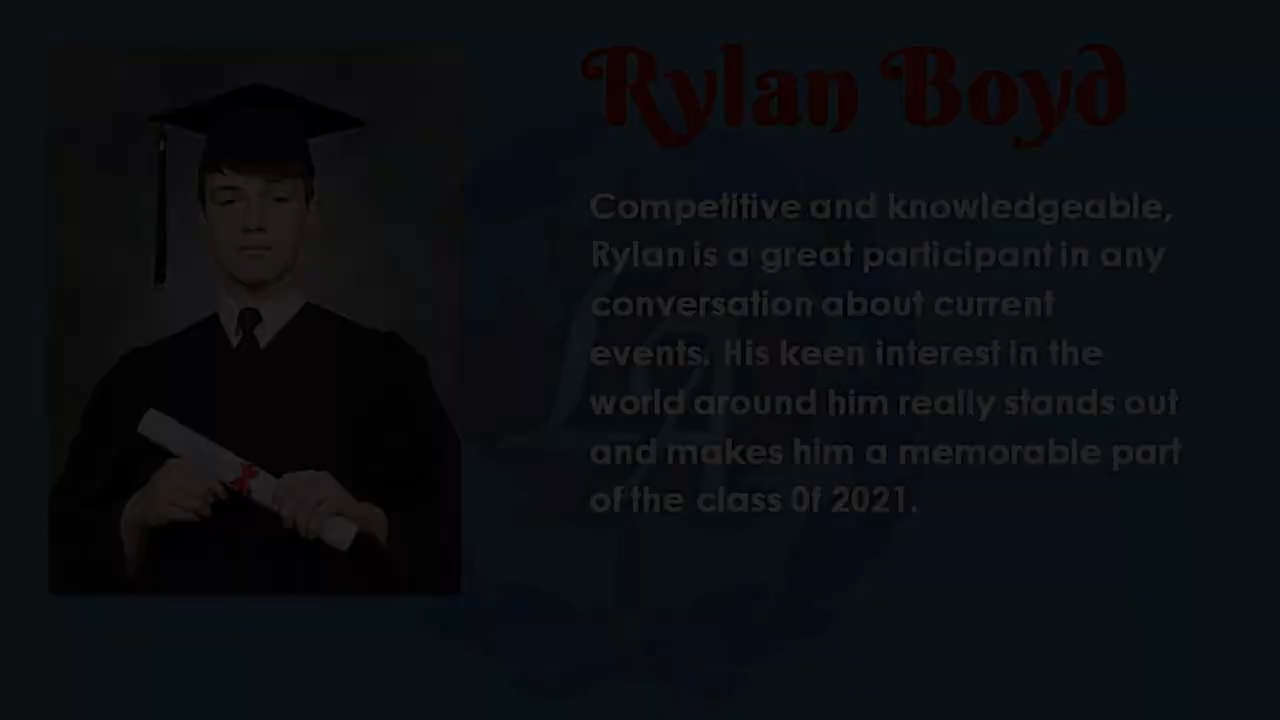 Rylan Boyd
Competitive and knowledgeable,
Rylan is a great participant in any
conversation about current
events. His keen interest in the
world around him really stands out
and makes him a memorable part
of the class 0f 2021.